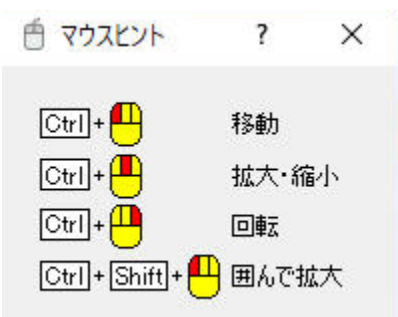 マウスヒント ? ×
Ctrl + 移動
Ctrl + 拡大・縮小
Ctrl + 回転
Ctrl + Shift + 囲んで拡大